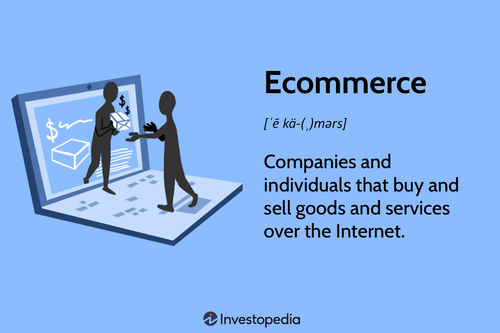 Ecommerce
[ˈē kä-(ˌ)mərs]
Companies and
individuals that buy and
sell goods and services
over the Internet.
$
$
$
Investopedia